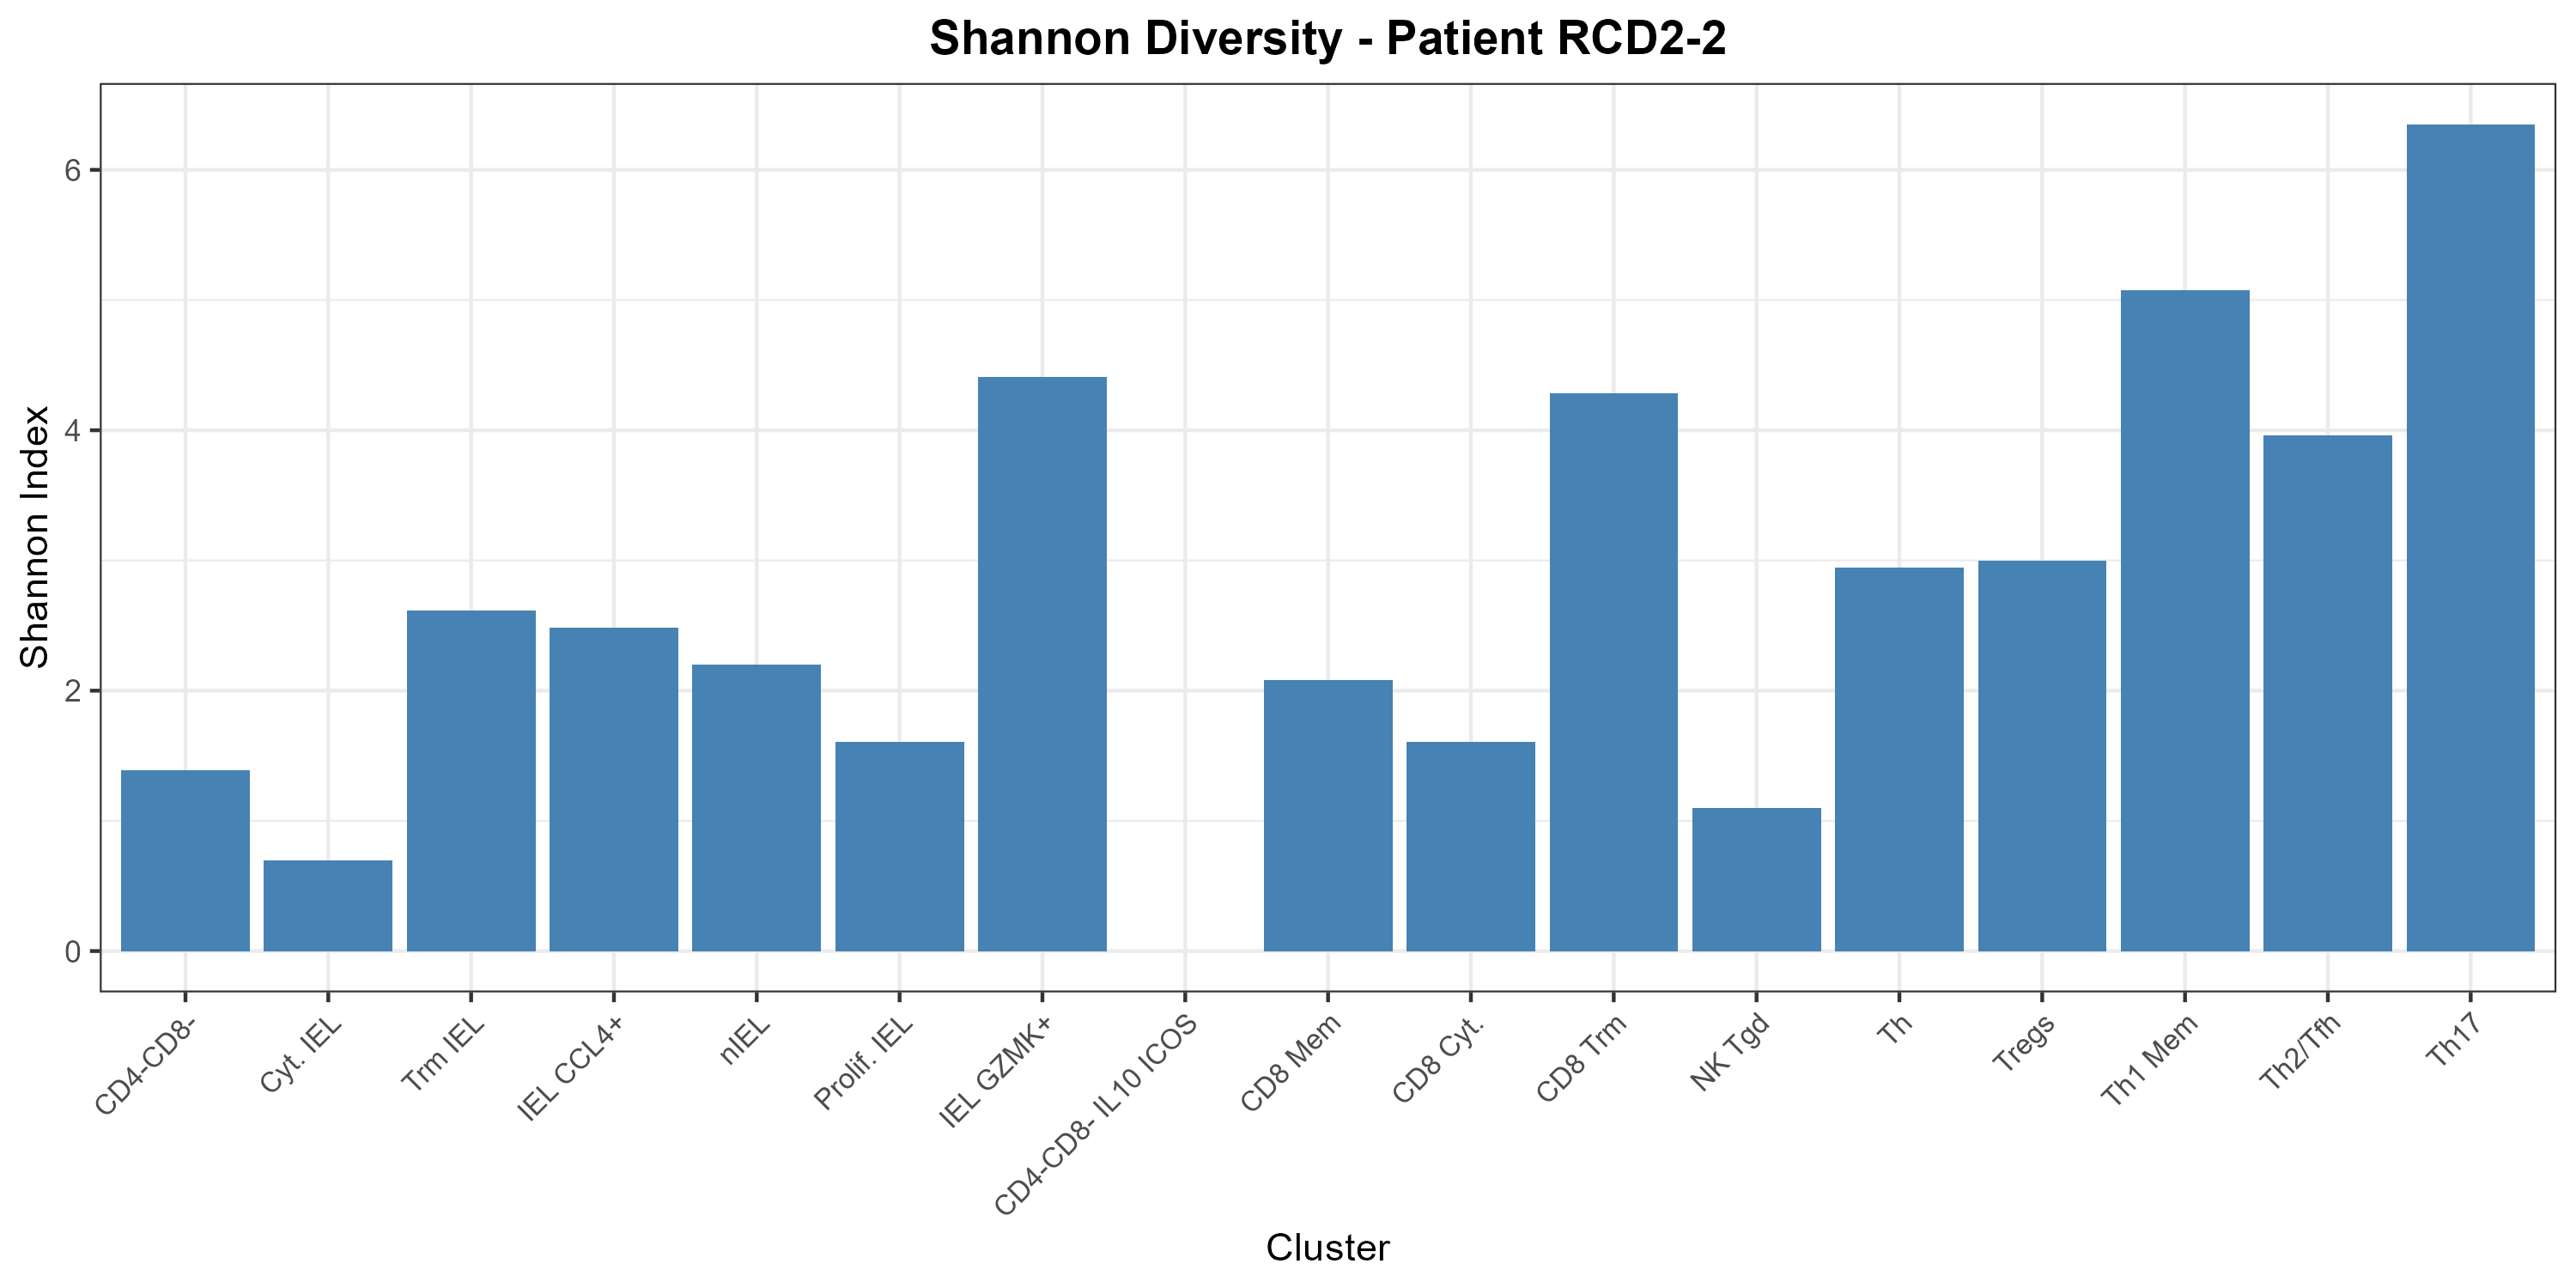 Shannon Diversity - Patient RCD2-2
Shannon Index
6
4
2
0
CD4-CD8-
Cyt. IEL
Trm IEL
IEL CCL4+
nIEL
Prolif. IEL
IEL GZMK+
CD4-CD8- IL10 ICOS
CD8 Mem
CD8 Cyt.
CD8 Trm
NK Tgd
Th
Tregs
Th1 Mem
Th2/Tfh
Th17
Cluster